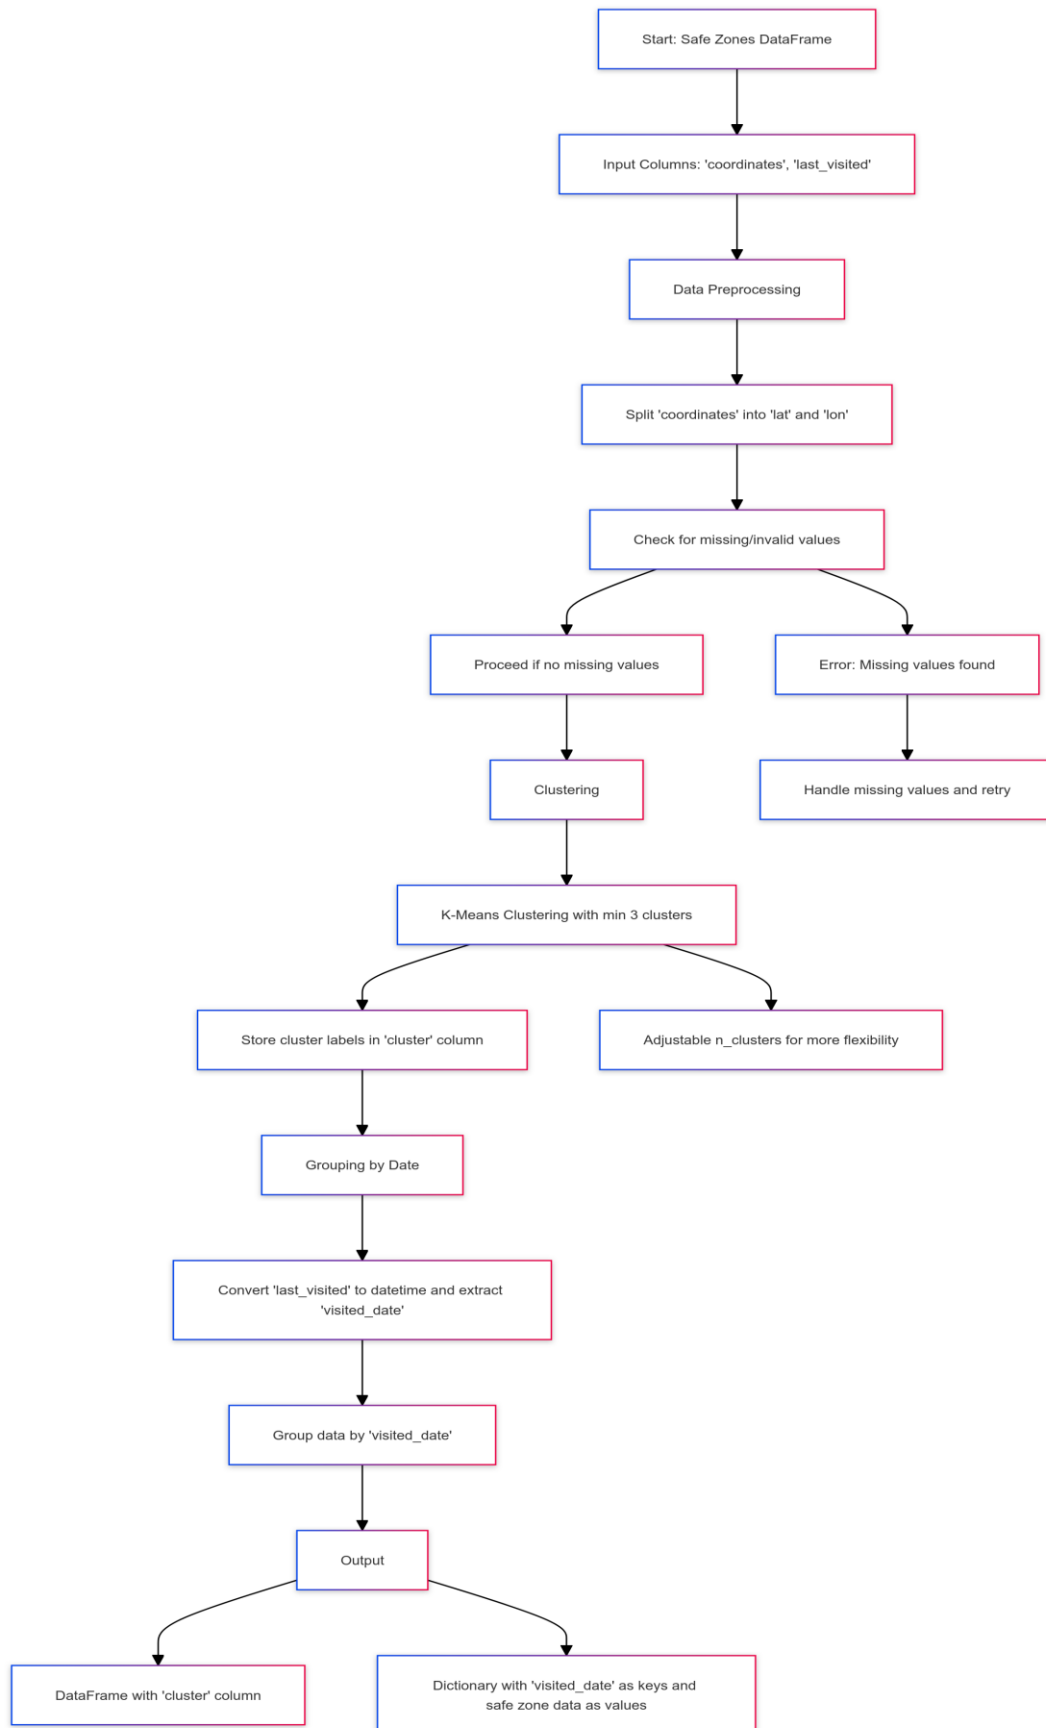 Start: Safe Zones DataFrame
Input Columns: 'coordinates', 'last_visited'
Data Preprocessing
Split 'coordinates' into 'lat' and 'lon'
Check for missing/invalid values
Proceed if no missing values
Error: Missing values found
Clustering
Handle missing values and retry
K-Means Clustering with min 3 clusters
Store cluster labels in 'cluster' column
Adjustable n_clusters for more flexibility
Grouping by Date
Convert 'last_visited' to datetime and extract
'visited_date'
Group data by 'visited_date'
Output
DataFrame with 'cluster' column
Dictionary with 'visited_date' as keys and
safe zone data as values